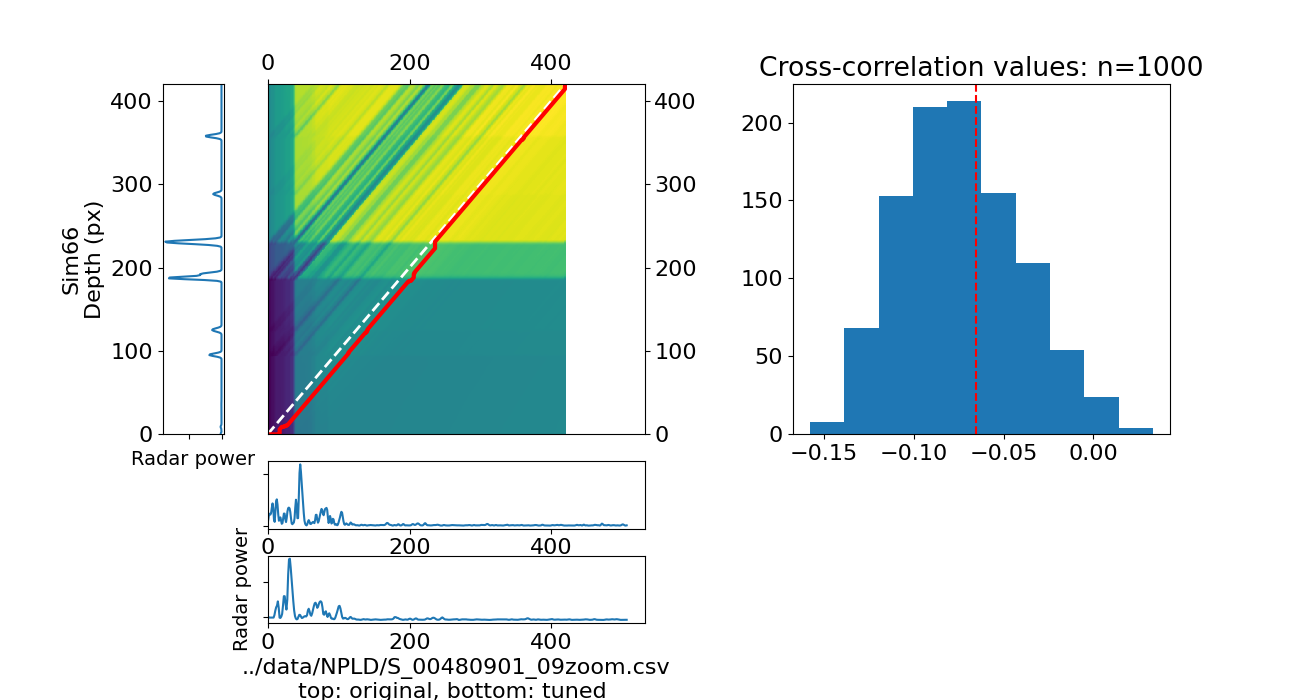 Cross-correlation values: n=1000
0 200 400
400 300 200 100 0
Sim66
Depth (px)
400 300 200 100 0
200 150 100 50 0
−0.15 −0.10 −0.05 0.00
Radar power
0 200 400
Radar power
0 200 400
../data/NPLD/S_00480901_09zoom.csv
top: original, bottom: tuned